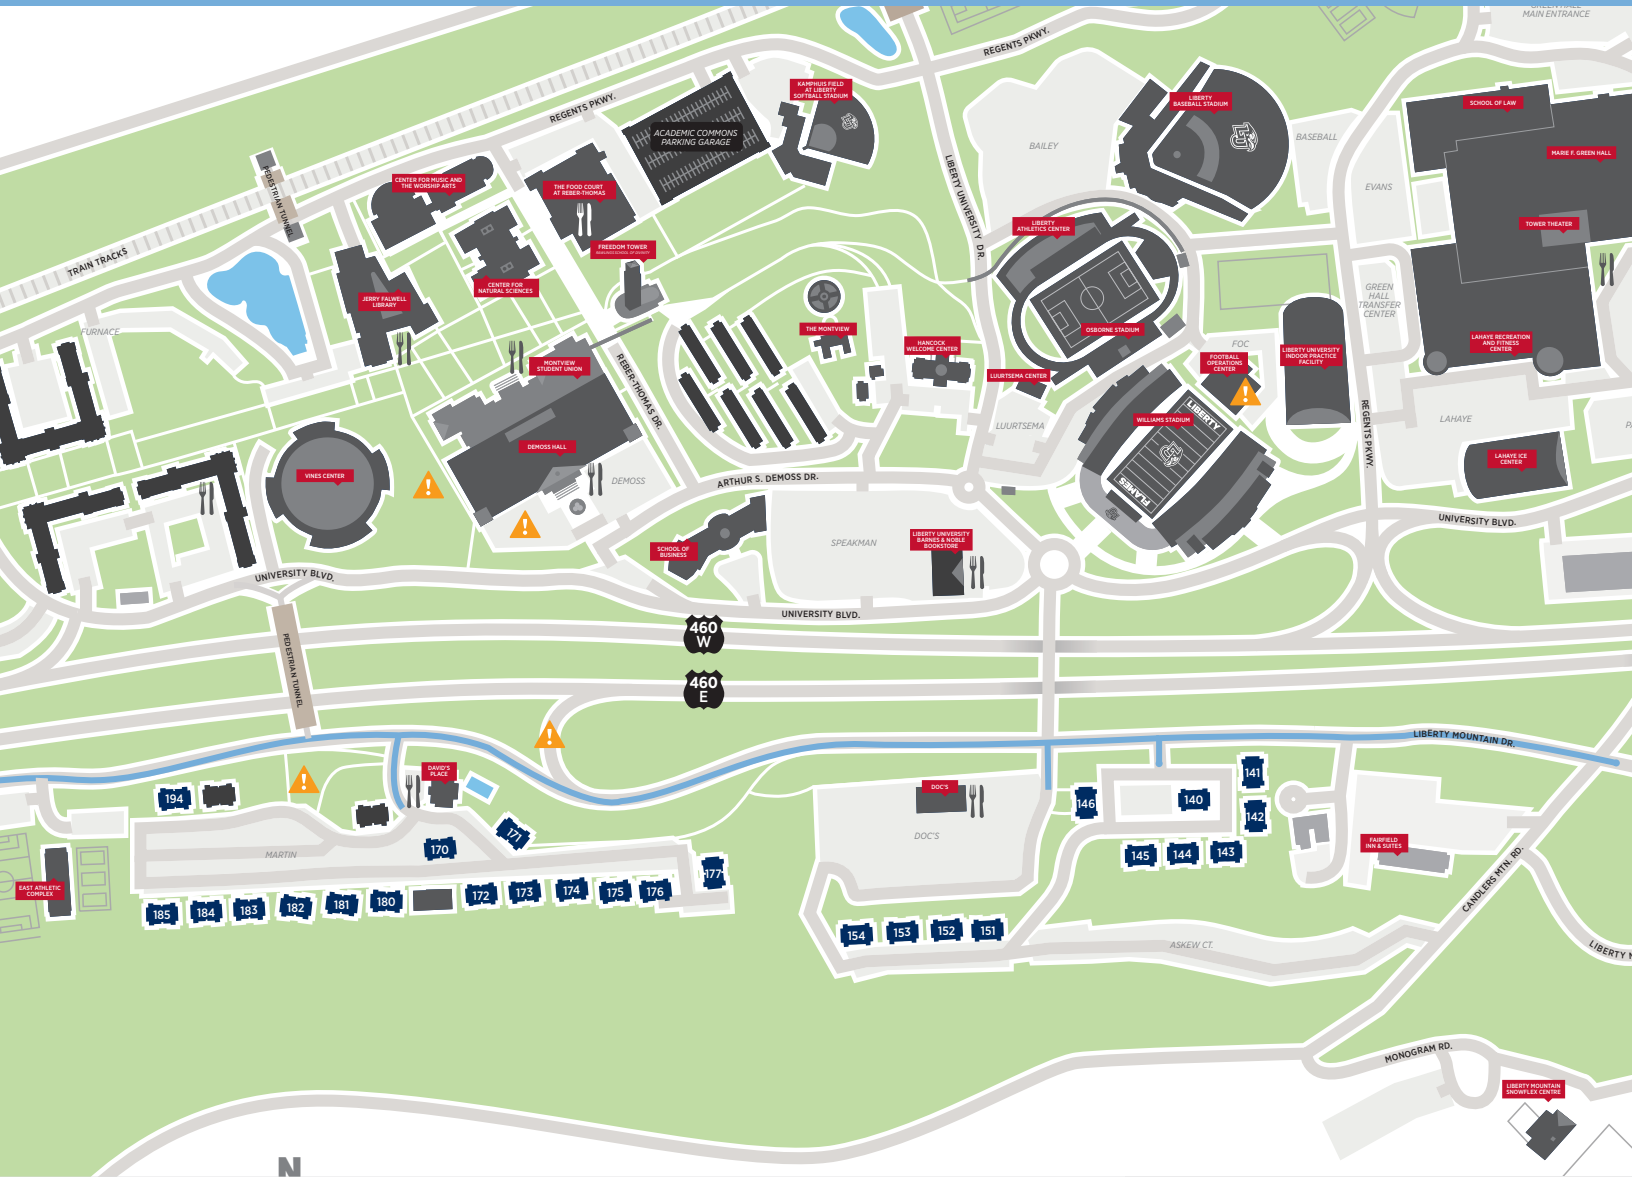 GREEN HALL
MAIN ENTRANCE
REGENTS PKWY.
REGENTS PKWY.
KAMPHUIS FIELD
AT LIBERTY
SOFTBALL STADIUM
LIBERTY
BASEBALL STADIUM
SCHOOL OF LAW
ACADEMIC COMMONS
PARKING GARAGE
BAILEY
BASEBALL
MARIE F. GREEN HALL
PEDESTRIAN TUNNEL
CENTER FOR MUSIC AND
THE WORSHIP ARTS
THE FOOD COURT
AT REBER-THOMAS
LIBERTY UNIVERSITY DR.
EVANS
LIBERTY
ATHLETICS CENTER
TOWER THEATER
TRAIN TRACKS
FREEDOM TOWER
CENTER FOR
NATURAL SCIENCES
JERRY FALWELL
LIBRARY
GREEN
HALL
TRANSFER
CENTER
FURNACE
THE MONTVIEW
OSBORNE STADIUM
HANCOCK
WELCOME CENTER
FOC
LIBERTY UNIVERSITY
INDOOR PRACTICE
FACILITY
LAHAYE RECREATION
AND FITNESS
CENTER
MONTVIEW
STUDENT UNION
REBER-THOMAS DR.
LUURTSEMA CENTER
FOOTBALL
OPERATIONS
CENTER
LUURTSEMA
WILLIAMS STADIUM
LIBERTY
FLAMES
REGENTS PKWY.
LAHAYE
DEMOSS HALL
LAHAYE ICE
CENTER
VINES CENTER
DEMOSS
ARTHUR S. DEMOSS DR.
UNIVERSITY BLVD.
SPEAKMAN
SCHOOL OF
BUSINESS
LIBERTY UNIVERSITY
BARNES & NOBLE
BOOKSTORE
UNIVERSITY BLVD.
UNIVERSITY BLVD.
460
W
PEDESTRIAN TUNNEL
460
E
LIBERTY MOUNTAIN DR.
DAVID'S
PLACE
194
141
DOC'S
146
140
142
171
DOC'S
MARTIN
170
145
144
143
FAIRFIELD
INN & SUITES
CANDLERS MTN. RD.
EAST ATHLETIC
COMPLEX
177
185
184
183
182
181
180
172
173
174
175
176
154
153
152
151
ASKEW CT.
MONOGRAM RD.
LIBERTY MOUNTAIN
SNOWFLEX CENTRE
N